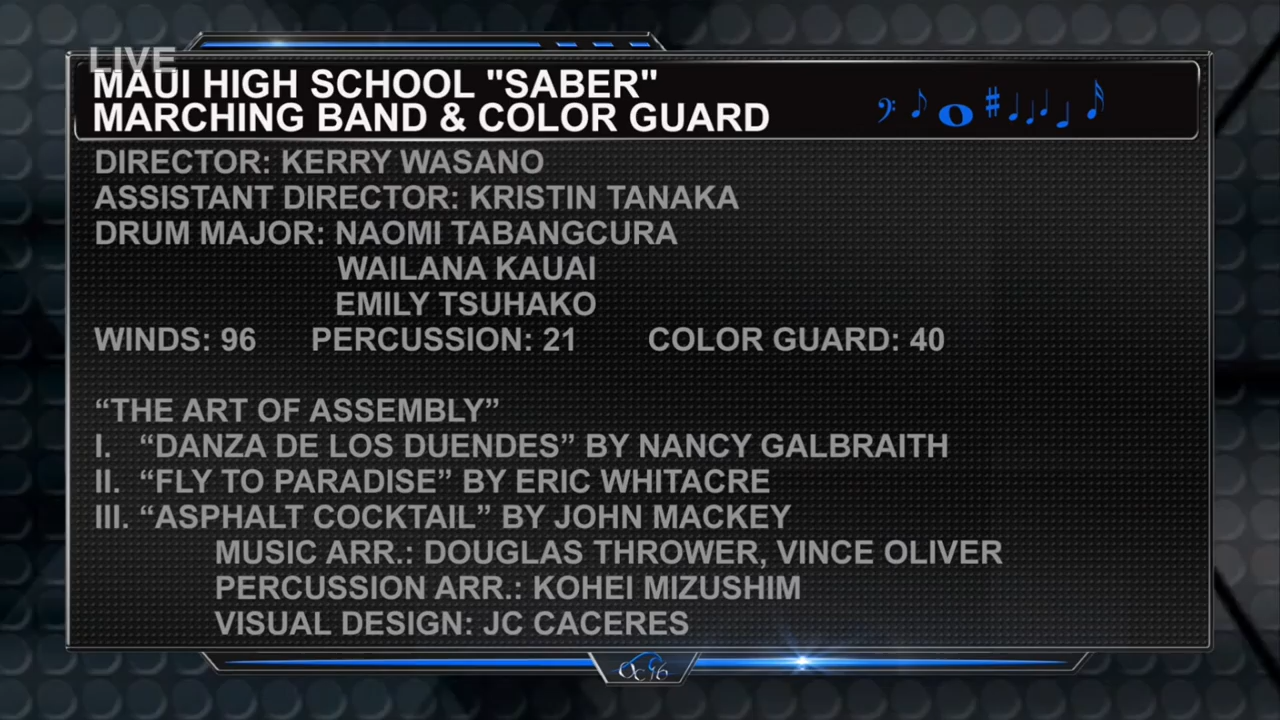 LIVE
MAUI HIGH SCHOOL "SABER"
MARCHING BAND & COLOR GUARD
DIRECTOR: KERRY WASANO
ASSISTANT DIRECTOR: KRISTIN TANAKA
DRUM MAJOR: NAOMI TABANGCURA
WAILANA KAUAI
EMILY TSUHAKO
WINDS: 96 PERCUSSION: 21 COLOR GUARD: 40
“THE ART OF ASSEMBLY”
I. “DANZA DE LOS DUENDES” BY NANCY GALBRAITH
II. “FLY TO PARADISE” BY ERIC WHITACRE
III. “ASPHALT COCKTAIL” BY JOHN MACKEY
MUSIC ARR.: DOUGLAS THROWER, VINCE OLIVER
PERCUSSION ARR.: KOHEI MIZUSHIM
VISUAL DESIGN: JC CACERES
OC16